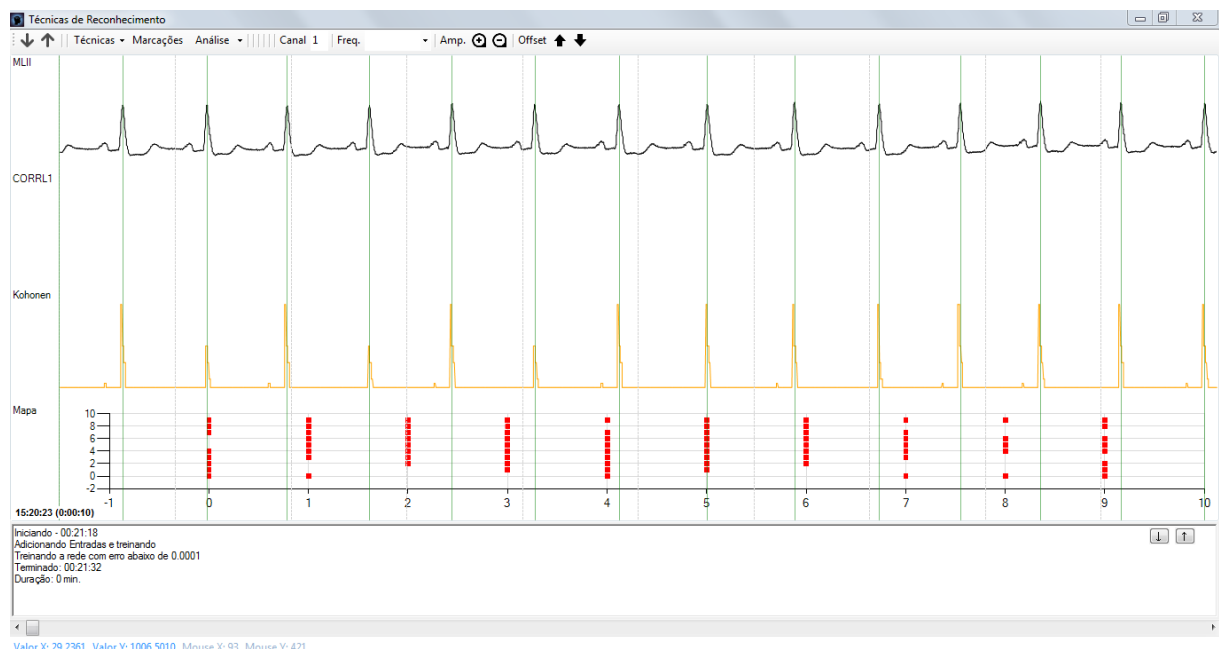 Técnicas de Reconhecimento
Técnicas Marcações Análise Canal 1 Freq. Amp. Offset
MLII
CORRL1
Kohonen
Mapa
10
8
6
4
2
0
-2
-1 0 1 2 3 4 5 6 7 8 9 10
15:20:23 (0:00:10)
Iniciando - 00:21:18
Adicionando Entradas e treinando
Treinando a rede com erro abaixo de 0.0001
Terminado: 00:21:32
Duração: 0 min.
Valor X: 29.2361 Valor Y: 1006.5010 Mouse X: 93 Mouse Y: 421